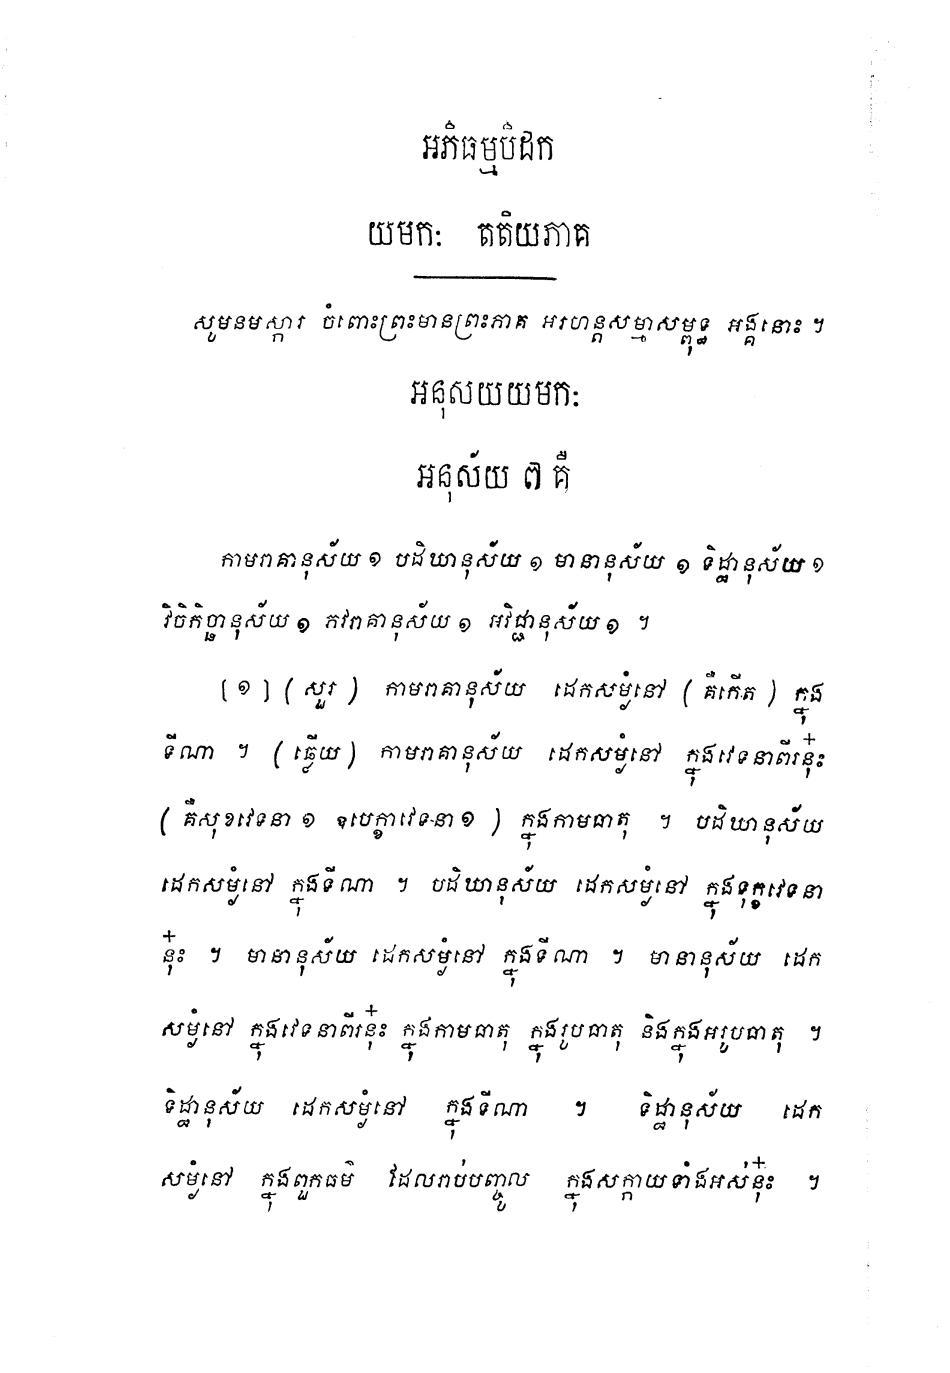 អភិធម្មបិដក
យមក: តតិយភាគ
សូមនមស្ការ ចំពោះព្រះមានព្រះភាគ អរហន្តសម្មាសម្ពុទ្ធ អង្គនោះ ។
អនុសយយមក:
អនុស័យ ៧ គឺ
កាមរាគានុស័យ ១ បដិឃានុស័យ ១ មានានុស័យ ១ ទិដ្ឋានុស័យ ១
វិចិកិច្ឆានុស័យ ១ ភវរាគានុស័យ ១ អវិជ្ជានុស័យ ១ ។
[ ១ ] ( សួរ ) កាមរាគានុស័យ ដេកសម្ងំនៅ ( គឺកើត ) ក្នុង
ទីណា ។ ( ឆ្លើយ ) កាមរាគានុស័យ ដេកសម្ងំនៅ ក្នុងវេទនាពីរនុ៎ះ
( គឺសុខវេទនា ១ ឧបេក្ខាវេទនា ១ ) ក្នុងកាមធាតុ ។ បដិឃានុស័យ
ដេកសម្ងំនៅ ក្នុងទីណា ។ បដិឃានុស័យ ដេកសម្ងំនៅ ក្នុងទុក្ខវេទនា
នុ៎ះ ។ មានានុស័យ ដេកសម្ងំនៅ ក្នុងទីណា ។ មានានុស័យ ដេក
សម្ងំនៅ ក្នុងវេទនាពីរនុ៎ះ ក្នុងកាមធាតុ ក្នុងរូបធាតុ និងក្នុងអរូបធាតុ ។
ទិដ្ឋានុស័យ ដេកសម្ងំនៅ ក្នុងទីណា ។ ទិដ្ឋានុស័យ ដេក
សម្ងំនៅ ក្នុងពួកធម៌ ដែលរាប់បញ្ចូល ក្នុងសក្កាយទាំងអស់នុ៎ះ ។